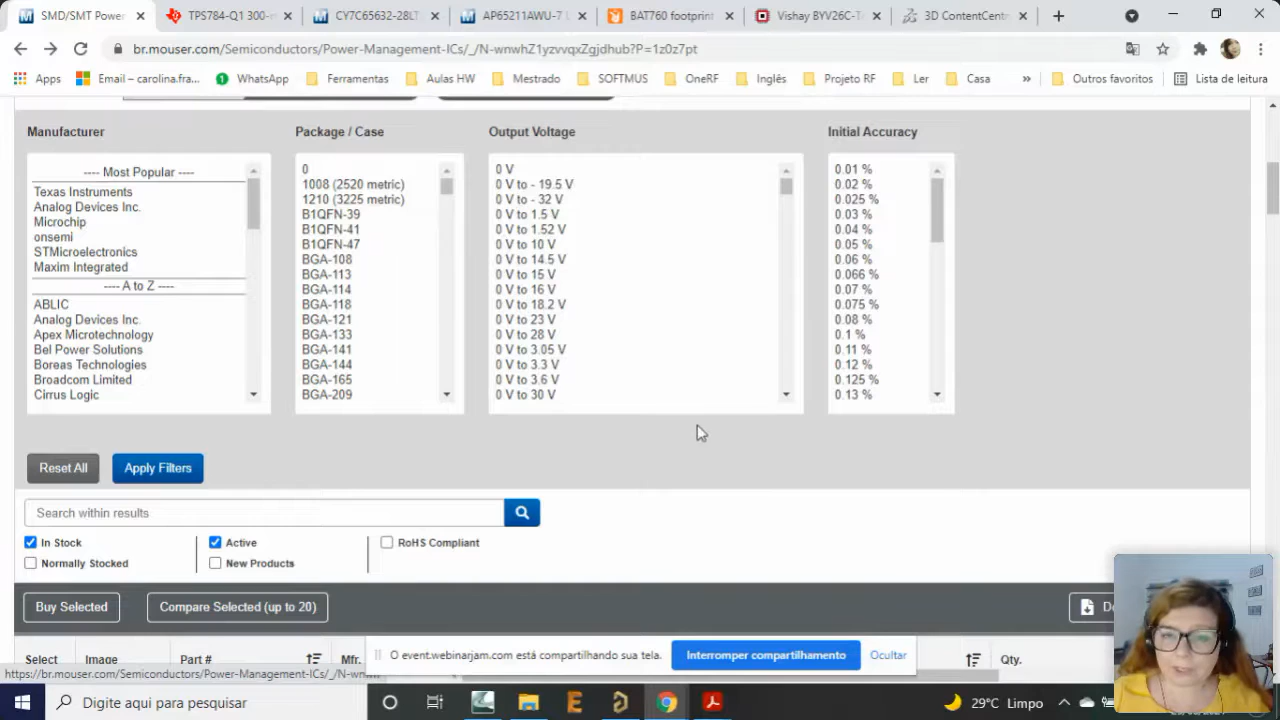 SMD/SMT Power
TPS784-Q1 300-m
CY7C65632-28LT
AP65211AWU-7
BAT760 footprint
Vishay BYV26C-T
3D ContentCentr
br.mouser.com/Semiconductors/Power-Management-ICs/_/N-wnwhZ1yzvvqxZgjdhub?P=1z0z7pt
Apps
Email – carolina.fra...
WhatsApp
Ferramentas
Aulas HW
Mestrado
SOFTMUS
OneRF
Inglês
Projeto RF
Ler
Casa
»
Outros favoritos
Lista de leitura
Manufacturer
Package / Case
Output Voltage
Initial Accuracy
---- Most Popular ----
Texas Instruments
Analog Devices Inc.
Microchip
onsemi
STMicroelectronics
Maxim Integrated
---- A to Z ----
ABLIC
Analog Devices Inc.
Apex Microtechnology
Bel Power Solutions
Boreas Technologies
Broadcom Limited
Cirrus Logic
0
1008 (2520 metric)
1210 (3225 metric)
B1QFN-39
B1QFN-41
B1QFN-47
BGA-108
BGA-113
BGA-114
BGA-118
BGA-121
BGA-133
BGA-141
BGA-144
BGA-165
BGA-209
0 V
0 V to - 19.5 V
0 V to - 32 V
0 V to 1.5 V
0 V to 1.52 V
0 V to 10 V
0 V to 14.5 V
0 V to 15 V
0 V to 16 V
0 V to 18.2 V
0 V to 23 V
0 V to 28 V
0 V to 3.05 V
0 V to 3.3 V
0 V to 3.6 V
0 V to 30 V
0.01 %
0.02 %
0.025 %
0.03 %
0.04 %
0.05 %
0.06 %
0.066 %
0.07 %
0.075 %
0.08 %
0.1 %
0.11 %
0.12 %
0.125 %
0.13 %
Reset All
Apply Filters
Search within results
In Stock
Active
RoHS Compliant
Normally Stocked
New Products
Buy Selected
Compare Selected (up to 20)
Select
Image
Part #
Mfr.
Qty.
O event.webinarjam.com está compartilhando sua tela.
Interromper compartilhamento
Ocultar
https://br.mouser.com/Semiconductors/Power-Management-ICs/_/N-wnw
Digite aqui para pesquisar
29°C Limpo